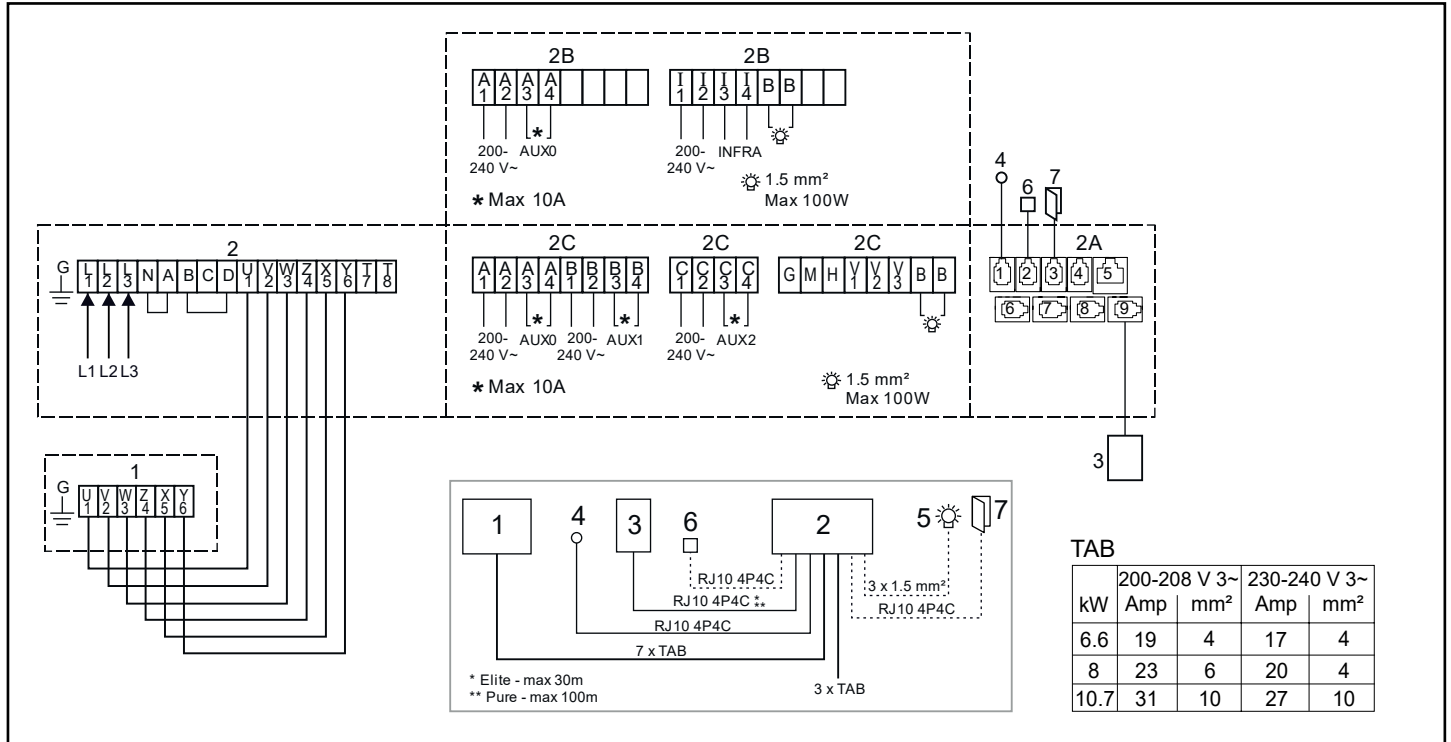 2B 2B
A1 A2 A3 A4
I1 I2 I3 I4 B B
200-240 V~ AUX0
*
200-240 V~ INFRA
* Max 10A
1.5 mm²
Max 100W
4
6
7
2
G L1 L2 L3 N A B C D U1 V2 W3 Z4 X5 Y6 T7 T8
L1 L2 L3
2C 2C 2C
A1 A2 A3 A4 B1 B2 B3 B4
C1 C2 C3 C4
G M H V1 V2 V3 B B
200-240 V~ AUX0 200-240 V~ AUX1
* *
200-240 V~ AUX2
*
* Max 10A
1.5 mm²
Max 100W
2A
1 2 3 4 5
6 7 8 9
3
1
G U1 V2 W3 Z4 X5 Y6
1 4 3 6 2 5 7
RJ10 4P4C
3 x 1.5 mm²
RJ10 4P4C * **
RJ10 4P4C
RJ10 4P4C
7 x TAB
3 x TAB
* Elite - max 30m
** Pure - max 100m
TAB
200-208 V 3~ 230-240 V 3~
kW Amp mm² Amp mm²
6.6 19 4 17 4
8 23 6 20 4
10.7 31 10 27 10